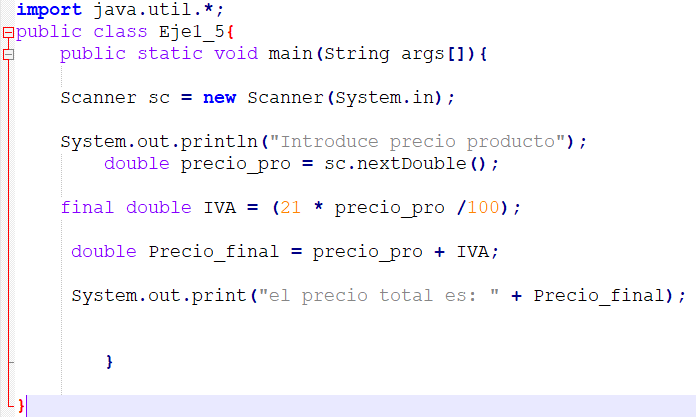 import java.util.*;
public class Eje1_5{
public static void main(String args[]){
Scanner sc = new Scanner(System.in);
System.out.println("Introduce precio producto");
double precio_pro = sc.nextDouble();
final double IVA = (21 * precio_pro /100);
double Precio_final = precio_pro + IVA;
System.out.print("el precio total es: " + Precio_final);
}
}